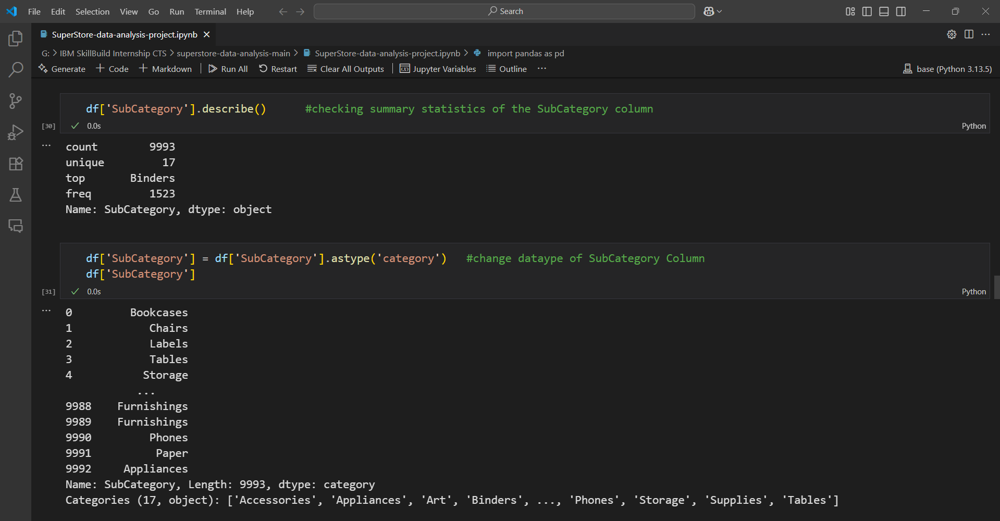 File Edit Selection View Go Run Terminal Help Search
SuperStore-data-analysis-project.ipynb
G: > IBM SkillBuild Internship CTS > superstore-data-analysis-main > SuperStore-data-analysis-project.ipynb > import pandas as pd
Generate + Code + Markdown Run All Restart Clear All Outputs Jupyter Variables Outline ... base (Python 3.13.5)
df['SubCategory'].describe() #checking summary statistics of the SubCategory column
[30] ✓ 0.0s Python
... count 9993
unique 17
top Binders
freq 1523
Name: SubCategory, dtype: object
df['SubCategory'] = df['SubCategory'].astype('category') #change dataype of SubCategory Column
df['SubCategory']
[31] ✓ 0.0s Python
... 0 Bookcases
1 Chairs
2 Labels
3 Tables
4 Storage
...
9988 Furnishings
9989 Furnishings
9990 Phones
9991 Paper
9992 Appliances
Name: SubCategory, Length: 9993, dtype: category
Categories (17, object): ['Accessories', 'Appliances', 'Art', 'Binders', ..., 'Phones', 'Storage', 'Supplies', 'Tables']